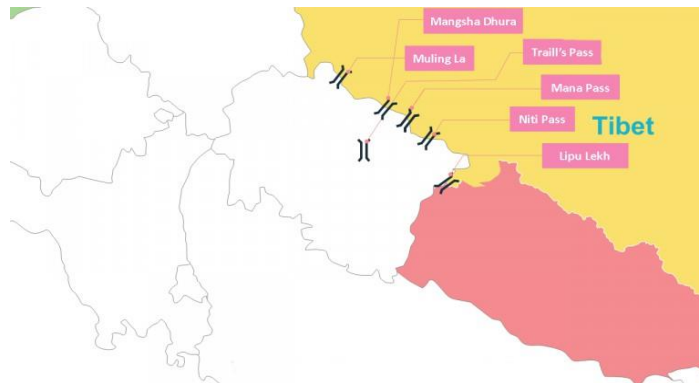 Mangsha Dhura
Traill's Pass
Muling La
Mana Pass
Niti Pass
Tibet
Lipu Lekh